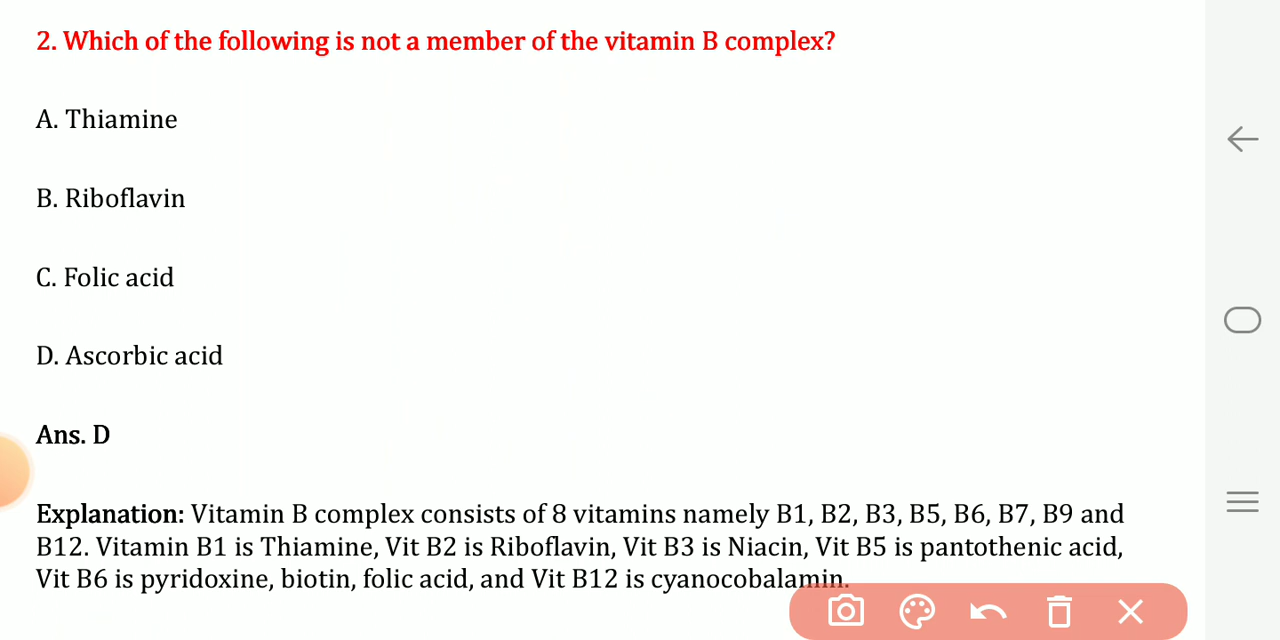 2. Which of the following is not a member of the vitamin B complex?
A. Thiamine
B. Riboflavin
C. Folic acid
D. Ascorbic acid
Ans. D
Explanation: Vitamin B complex consists of 8 vitamins namely B1, B2, B3, B5, B6, B7, B9 and
B12. Vitamin B1 is Thiamine, Vit B2 is Riboflavin, Vit B3 is Niacin, Vit B5 is pantothenic acid,
Vit B6 is pyridoxine, biotin, folic acid, and Vit B12 is cyanocobalamin.